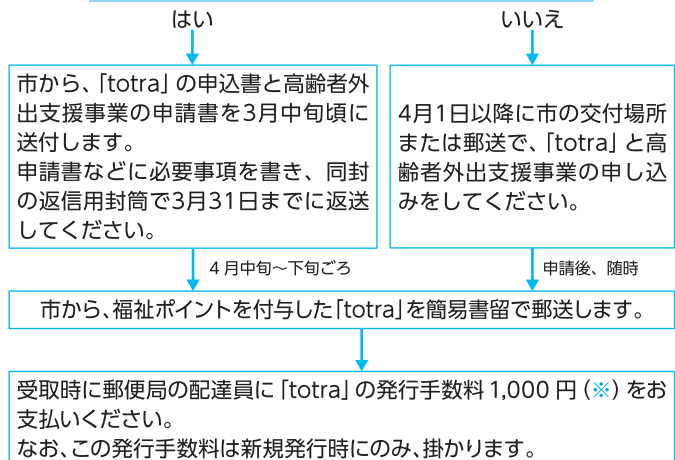 はい
いいえ
市から、「totra」の申込書と高齢者外
出支援事業の申請書を3月中旬頃に
送付します。
申請書などに必要事項を書き、同封
の返信用封筒で3月31日までに返送
してください。
4月1日以降に市の交付場所
または郵送で、「totra」と高
齢者外出支援事業の申し込
みをしてください。
4月中旬～下旬ごろ
申請後、随時
市から、福祉ポイントを付与した「totra」を簡易書留で郵送します。
受取時に郵便局の配達員に「totra」の発行手数料1,000円(※)をお
支払いください。
なお、この発行手数料は新規発行時にのみ、掛かります。